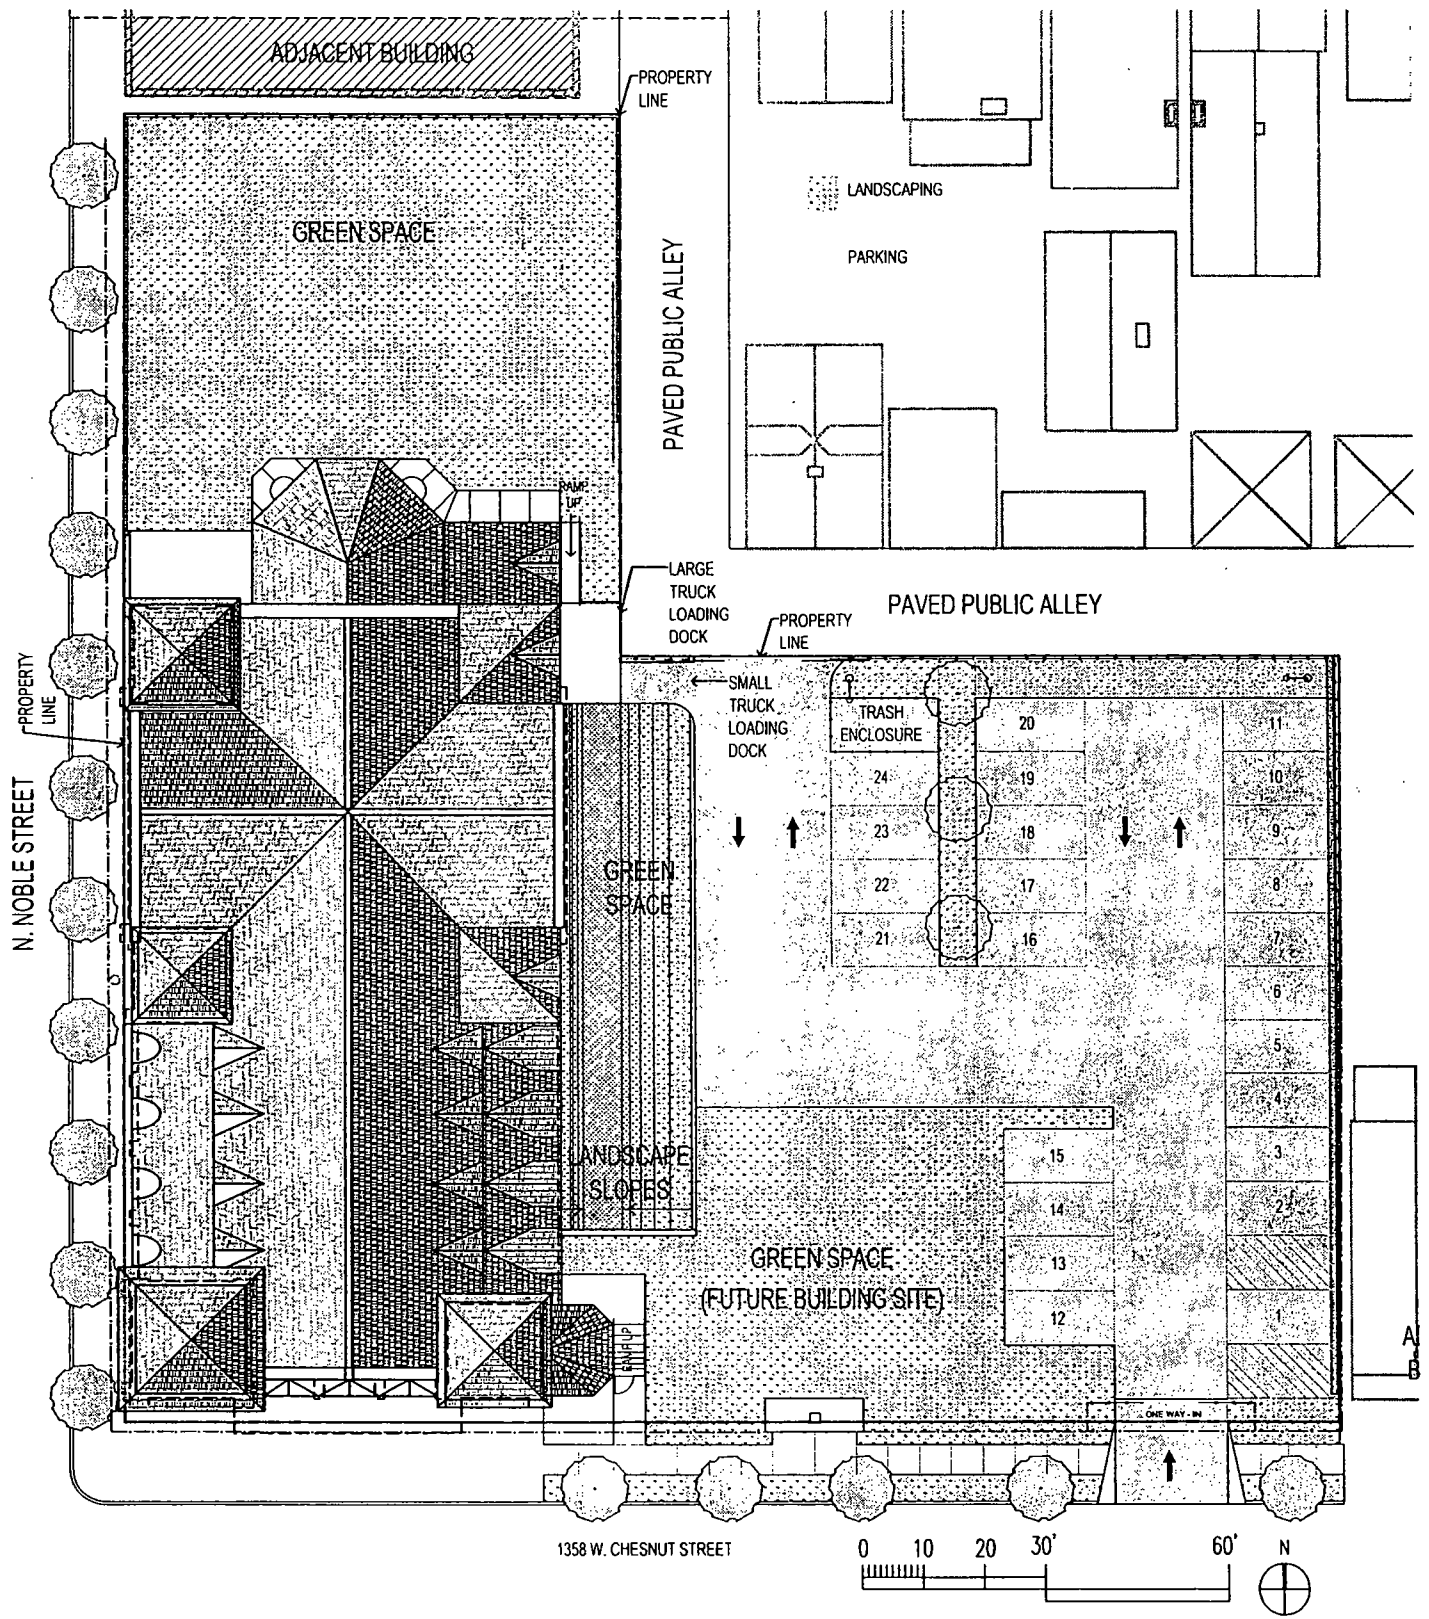 ADJACENT BUILDING
PROPERTY
LINE
LANDSCAPING
GREEN SPACE
PARKING
PAVED PUBLIC ALLEY
RAMP
UP
LARGE
TRUCK
LOADING
DOCK
PAVED PUBLIC ALLEY
PROPERTY
LINE
PROPERTY
LINE
SMALL
TRUCK
LOADING
DOCK
TRASH
ENCLOSURE
20
11
24
19
10
23
18
9
22
17
8
21
16
7
6
5
4
3
2
1
15
14
13
12
N. NOBLE STREET
GREEN
SPACE
LANDSCAPE
SLOPES
GREEN SPACE
(FUTURE BUILDING SITE)
RAMP UP
A
B
ONE WAY - IN
1358 W. CHESNUT STREET
0 10 20 30' 60'
N